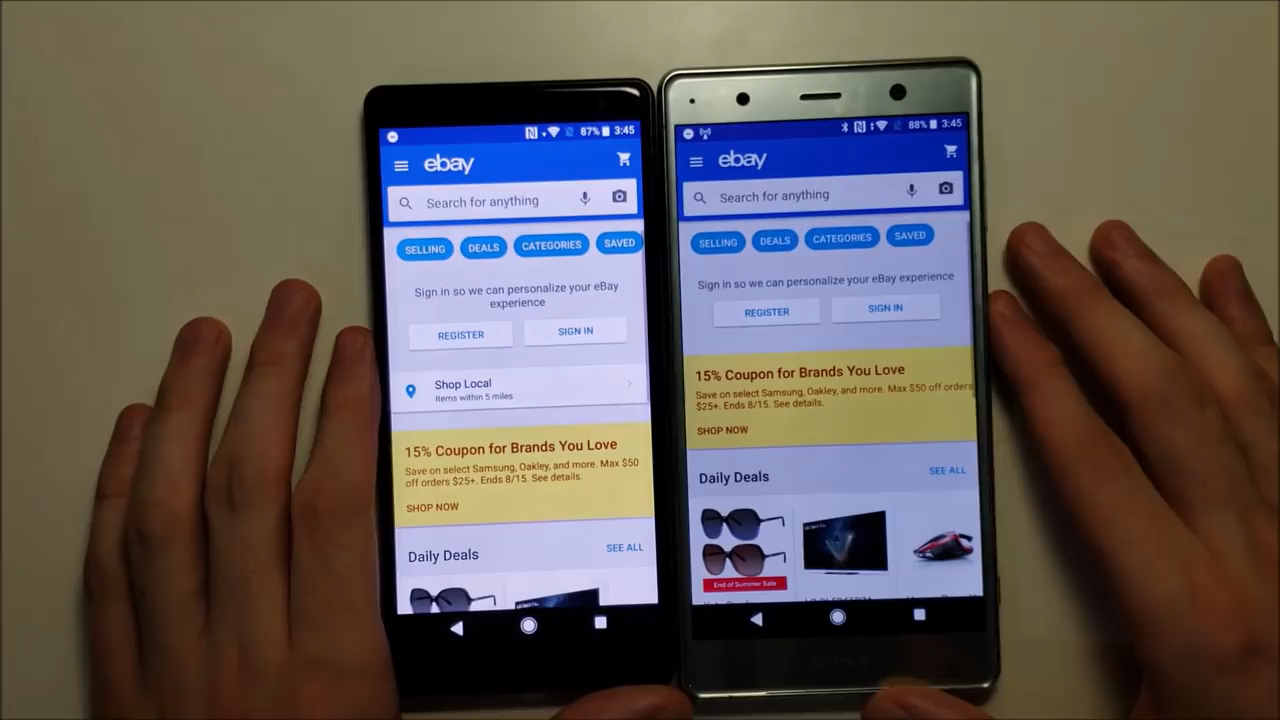 87% 3:45
ebay
Search for anything
SELLING DEALS CATEGORIES SAVED
Sign in so we can personalize your eBay
experience
REGISTER SIGN IN
Shop Local
Items within 5 miles
15% Coupon for Brands You Love
Save on select Samsung, Oakley, and more. Max $50
off orders $25+. Ends 8/15. See details.
SHOP NOW
Daily Deals SEE ALL
88% 3:45
ebay
Search for anything
SELLING DEALS CATEGORIES SAVED
Sign in so we can personalize your eBay experience
REGISTER SIGN IN
15% Coupon for Brands You Love
Save on select Samsung, Oakley, and more. Max $50 off orders
$25+. Ends 8/15. See details.
SHOP NOW
Daily Deals SEE ALL
End of Summer Sale